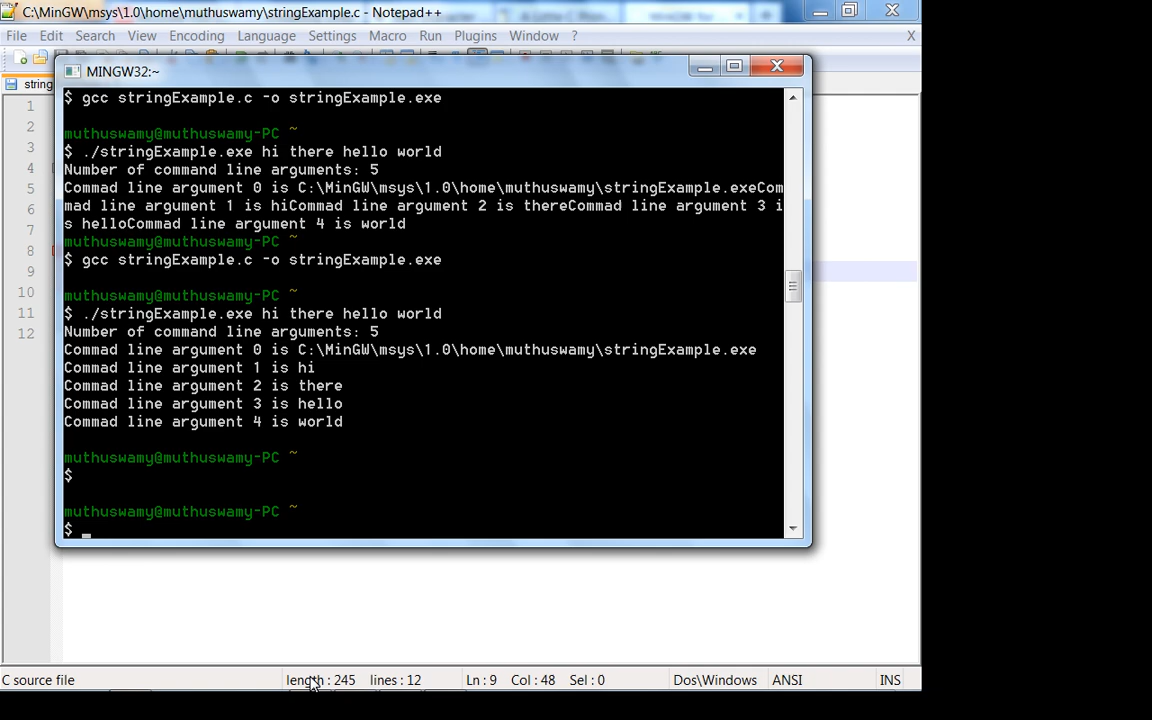 C:\MinGW\msys\1.0\home\muthuswamy\stringExample.c - Notepad++
File Edit Search View Encoding Language Settings Macro Run Plugins Window ? X
MINGW32:~
string
1
2
3
4
5
6
7
8
9
10
11
12
$ gcc stringExample.c -o stringExample.exe
muthuswamy@muthuswamy-PC ~
$ ./stringExample.exe hi there hello world
Number of command line arguments: 5
Commad line argument 0 is C:\MinGW\msys\1.0\home\muthuswamy\stringExample.exeCom
mad line argument 1 is hiCommad line argument 2 is thereCommad line argument 3 i
s helloCommad line argument 4 is world
muthuswamy@muthuswamy-PC ~
$ gcc stringExample.c -o stringExample.exe
muthuswamy@muthuswamy-PC ~
$ ./stringExample.exe hi there hello world
Number of command line arguments: 5
Commad line argument 0 is C:\MinGW\msys\1.0\home\muthuswamy\stringExample.exe
Commad line argument 1 is hi
Commad line argument 2 is there
Commad line argument 3 is hello
Commad line argument 4 is world
muthuswamy@muthuswamy-PC ~
$
muthuswamy@muthuswamy-PC ~
$ _
C source file length : 245 lines : 12 Ln : 9 Col : 48 Sel : 0 Dos\Windows ANSI INS